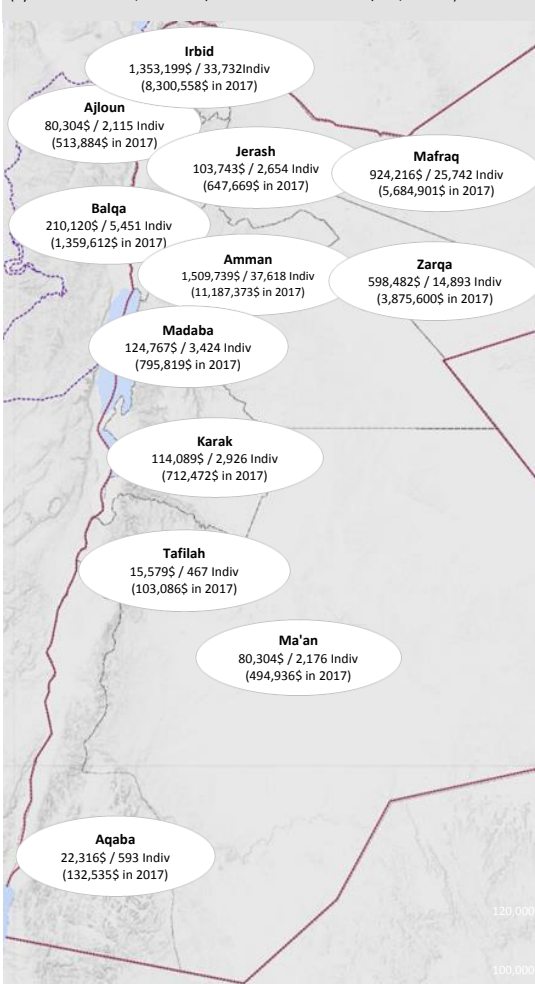 Irbid
1,353,199$ / 33,732Indiv
(8,300,558$ in 2017)
Ajloun
80,304$ / 2,115 Indiv
(513,884$ in 2017)
Jerash
103,743$ / 2,654 Indiv
(647,669$ in 2017)
Mafraq
924,216$ / 25,742 Indiv
(5,684,901$ in 2017)
Balqa
210,120$ / 5,451 Indiv
(1,359,612$ in 2017)
Amman
1,509,739$ / 37,618 Indiv
(11,187,373$ in 2017)
Zarqa
598,482$ / 14,893 Indiv
(3,875,600$ in 2017)
Madaba
124,767$ / 3,424 Indiv
(795,819$ in 2017)
Karak
114,089$ / 2,926 Indiv
(712,472$ in 2017)
Tafilah
15,579$ / 467 Indiv
(103,086$ in 2017)
Ma'an
80,304$ / 2,176 Indiv
(494,936$ in 2017)
Aqaba
22,316$ / 593 Indiv
(132,535$ in 2017)
120,000
100,000